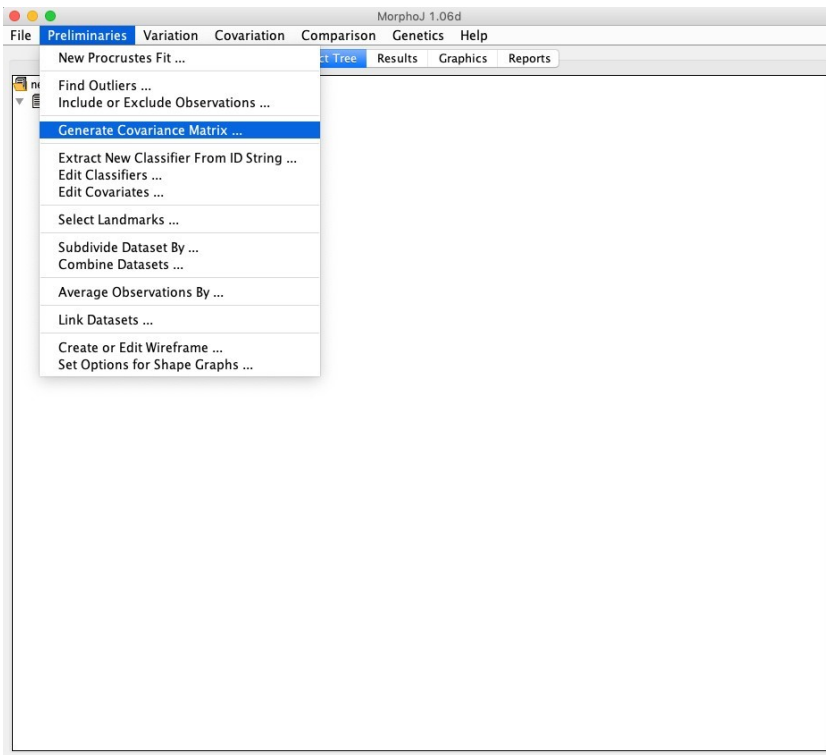 MorphoJ 1.06d
File Preliminaries Variation Covariation Comparison Genetics Help
New Procrustes Fit ...
ct Tree Results Graphics Reports
Find Outliers ...
Include or Exclude Observations ...
Generate Covariance Matrix ...
Extract New Classifier From ID String ...
Edit Classifiers ...
Edit Covariates ...
Select Landmarks ...
Subdivide Dataset By ...
Combine Datasets ...
Average Observations By ...
Link Datasets ...
Create or Edit Wireframe ...
Set Options for Shape Graphs ...